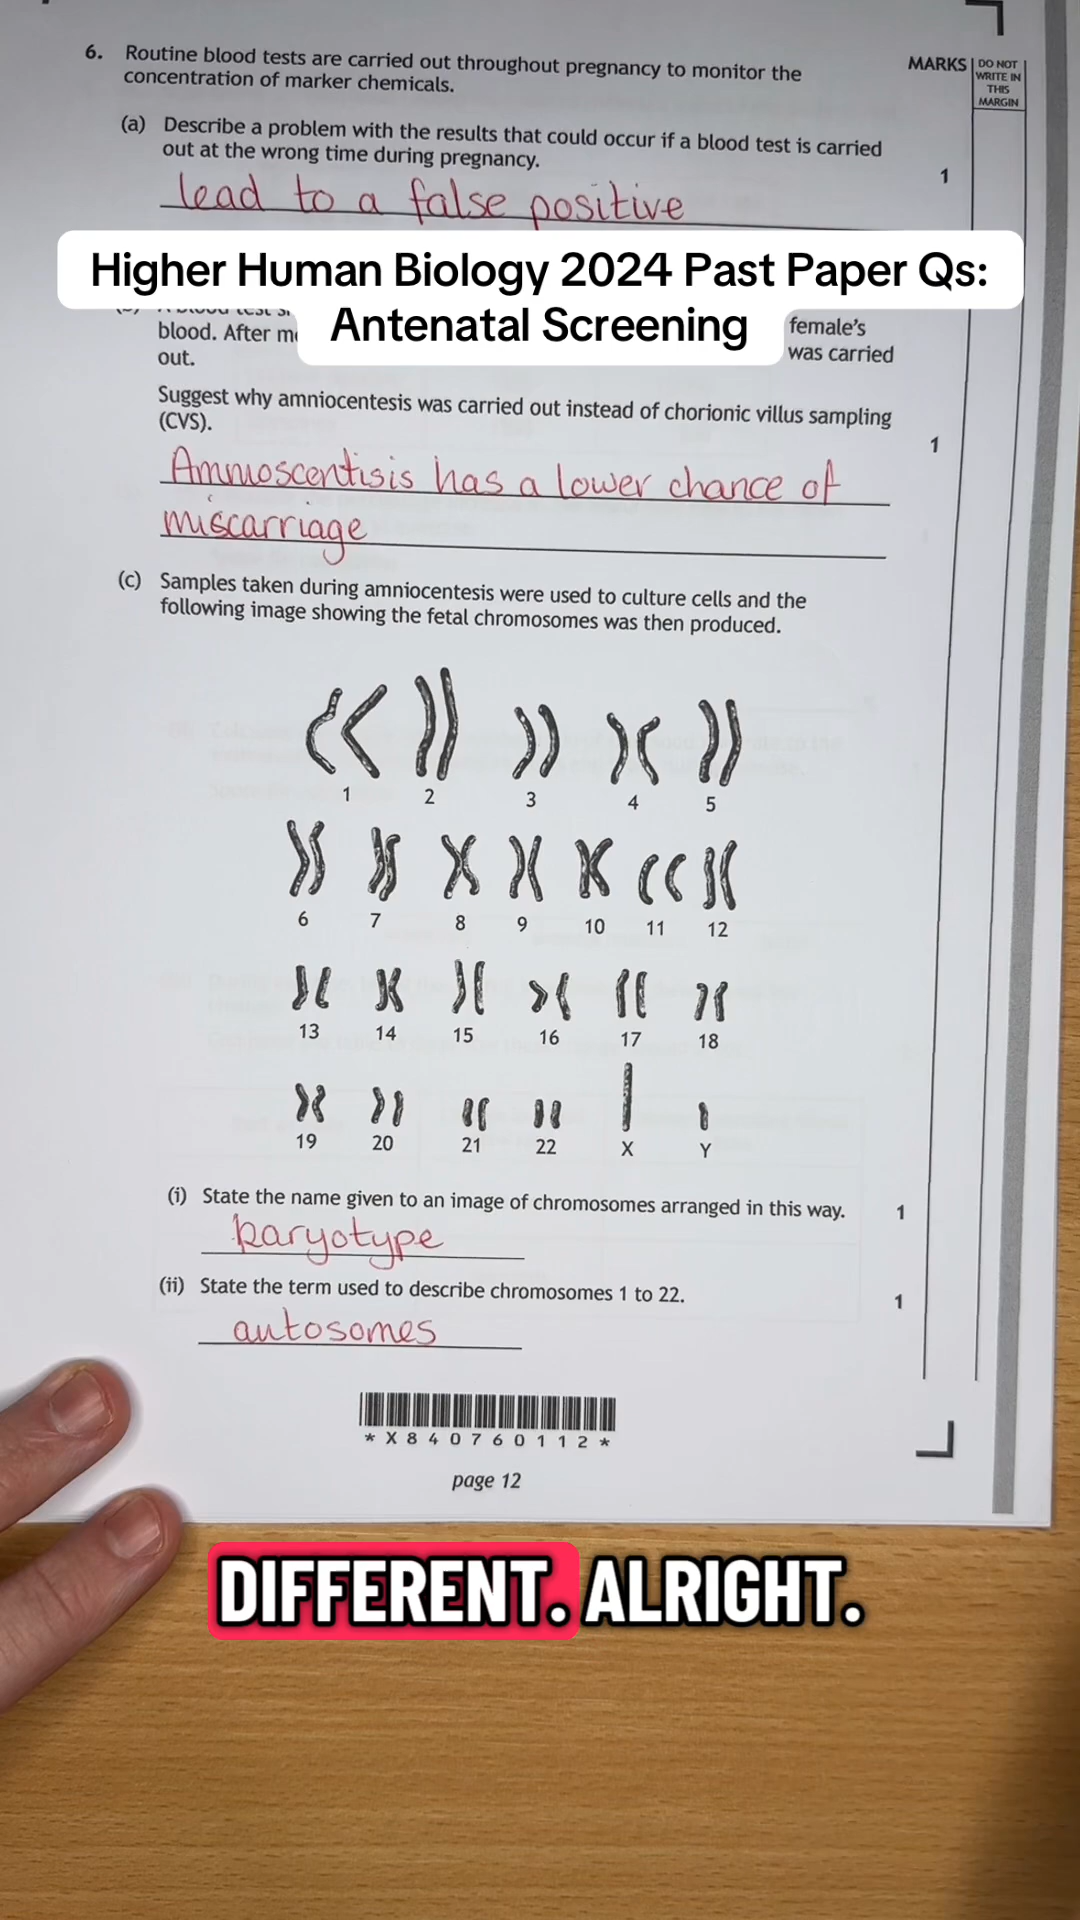 6. Routine blood tests are carried out throughout pregnancy to monitor the
concentration of marker chemicals.
MARKS
DO NOT
WRITE IN
THIS
MARGIN
(a) Describe a problem with the results that could occur if a blood test is carried
out at the wrong time during pregnancy.
1
lead to a false positive
Higher Human Biology 2024 Past Paper Qs:
Antenatal Screening
blood. After
female's
out.
was carried
Suggest why amniocentesis was carried out instead of chorionic villus sampling
(CVS).
1
Amnioscentisis has a lower chance of
miscarriage
(c) Samples taken during amniocentesis were used to culture cells and the
following image showing the fetal chromosomes was then produced.
1 2 3 4 5
6 7 8 9 10 11 12
13 14 15 16 17 18
19 20 21 22 X Y
(i) State the name given to an image of chromosomes arranged in this way.
1
karyotype
(ii) State the term used to describe chromosomes 1 to 22.
1
autosomes
* X 8 4 0 7 6 0 1 1 2 *
page 12
DIFFERENT. ALRIGHT.